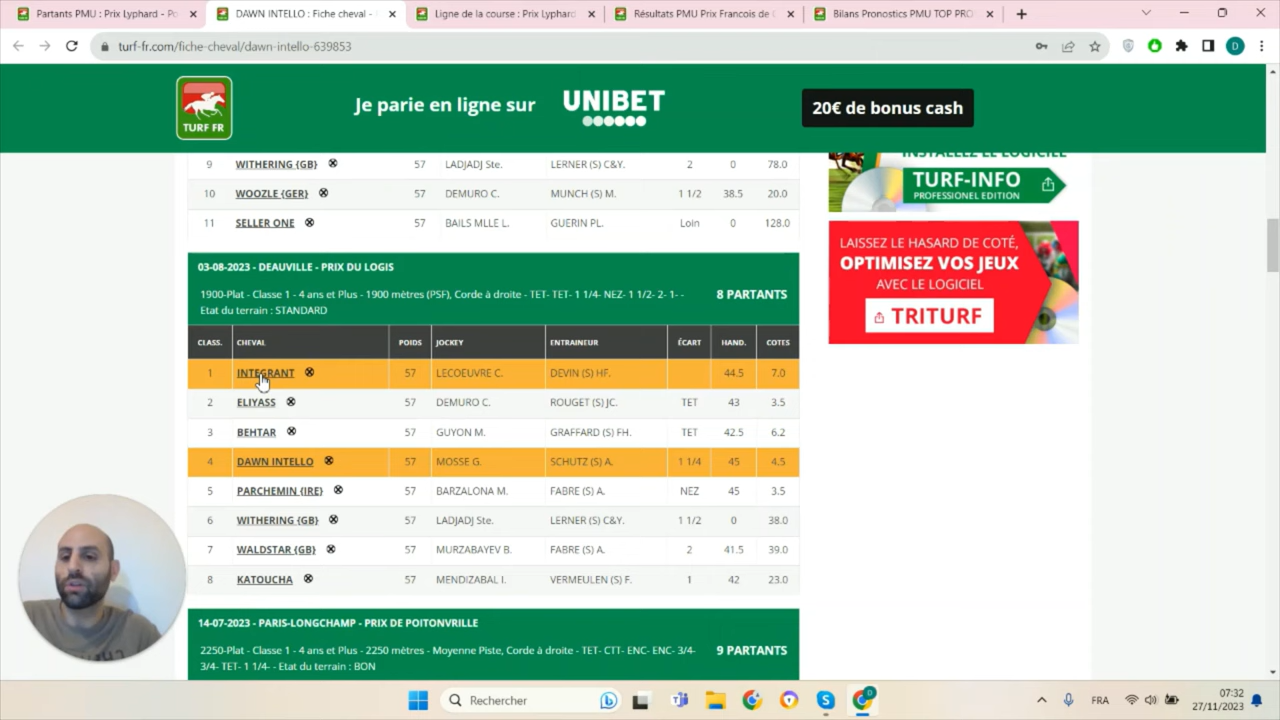 Partants PMU : Prix Lyphard - Po
DAWN INTELLO : Fiche cheval -
Ligne de la course : Prix Lyphard
Résultats PMU Prix Francois de
Bilans Pronostics PMU TOP PRO
turf-fr.com/fiche-cheval/dawn-intello-639853
D
TURF FR
Je parie en ligne sur
UNIBET
20€ de bonus cash
9 WITHERING {GB} 57 LADJADJ Ste. LERNER (S) C&Y. 2 0 78.0
10 WOOZLE {GER} 57 DEMURO C. MUNCH (S) M. 1 1/2 38.5 20.0
11 SELLER ONE 57 BAILS MLLE L. GUERIN PL. Loin 0 128.0
INSTALLEZ LE LOGICIEL
TURF-INFO
PROFESSIONEL EDITION
LAISSEZ LE HASARD DE COTÉ,
OPTIMISEZ VOS JEUX
AVEC LE LOGICIEL
TRITURF
03-08-2023 - DEAUVILLE - PRIX DU LOGIS
1900-Plat - Classe 1 - 4 ans et Plus - 1900 mètres (PSF), Corde à droite - TET- TET- 1 1/4- NEZ- 1 1/2- 2- 1- -
Etat du terrain : STANDARD
8 PARTANTS
CLASS. CHEVAL POIDS JOCKEY ENTRAINEUR ÉCART HAND. COTES
1 INTEGRANT 57 LECOEUVRE C. DEVIN (S) HF. 44.5 7.0
2 ELIYASS 57 DEMURO C. ROUGET (S) JC. TET 43 3.5
3 BEHTAR 57 GUYON M. GRAFFARD (S) FH. TET 42.5 6.2
4 DAWN INTELLO 57 MOSSE G. SCHUTZ (S) A. 1 1/4 45 4.5
5 PARCHEMIN {IRE} 57 BARZALONA M. FABRE (S) A. NEZ 45 3.5
6 WITHERING {GB} 57 LADJADJ Ste. LERNER (S) C&Y. 1 1/2 0 38.0
7 WALDSTAR {GB} 57 MURZABAYEV B. FABRE (S) A. 2 41.5 39.0
8 KATOUCHA 57 MENDIZABAL I. VERMEULEN (S) F. 1 42 23.0
14-07-2023 - PARIS-LONGCHAMP - PRIX DE POITONVRILLE
2250-Plat - Classe 1 - 4 ans et Plus - 2250 mètres - Moyenne Piste, Corde à droite - TET- CTT- ENC- ENC- 3/4-
3/4- TET- 1 1/4- - Etat du terrain : BON
9 PARTANTS
Rechercher
FRA
07:32
27/11/2023